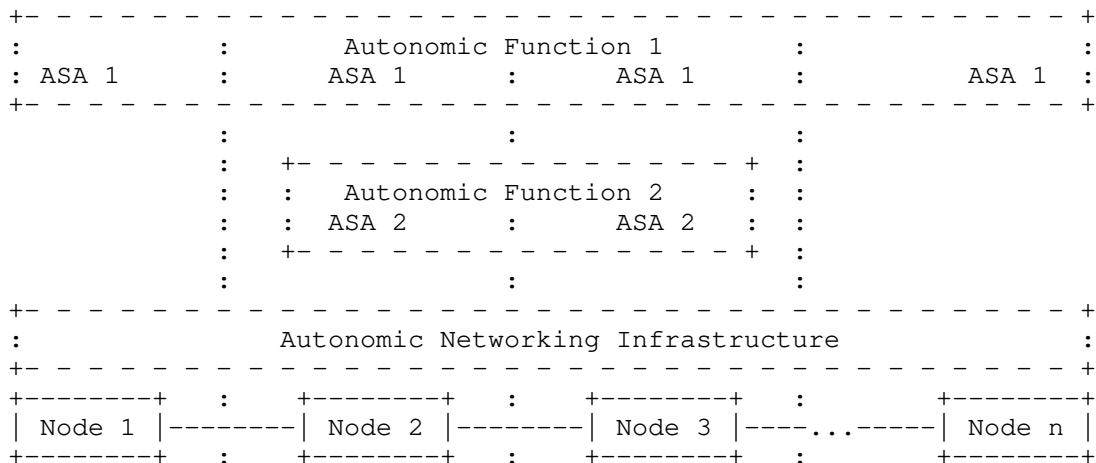 Autonomic Function 1
ASA 1 ASA 1 ASA 1 ASA 1
Autonomic Function 2
ASA 2 ASA 2
Autonomic Networking Infrastructure
Node 1 Node 2 Node 3 ... Node n